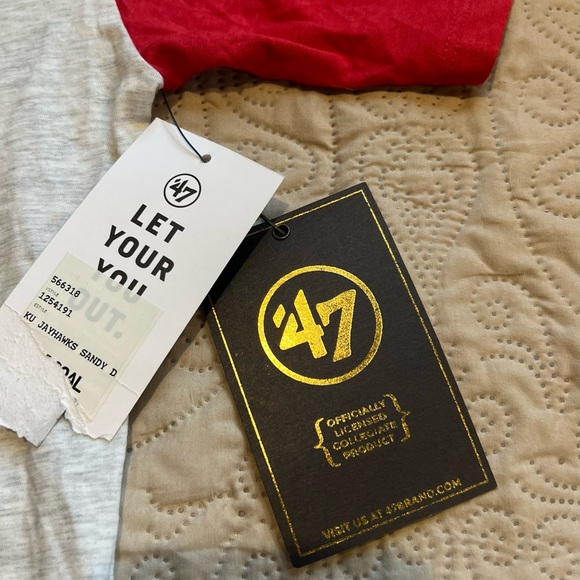 '47
LET
YOUR
YOU
OUT.
566318
VSTYLE
1254191
KU JAYHAWKS SANDY D
'47
{OFFICIALLY
LICENSED
COLLEGIATE
PRODUCT}
VISIT US AT 47BRAND.COM